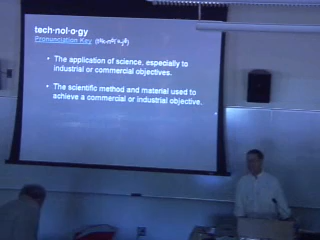 tech·nol·o·gy
Pronunciation Key
• The application of science, especially to
industrial or commercial objectives.
• The scientific method and material used to
achieve a commercial or industrial objective.